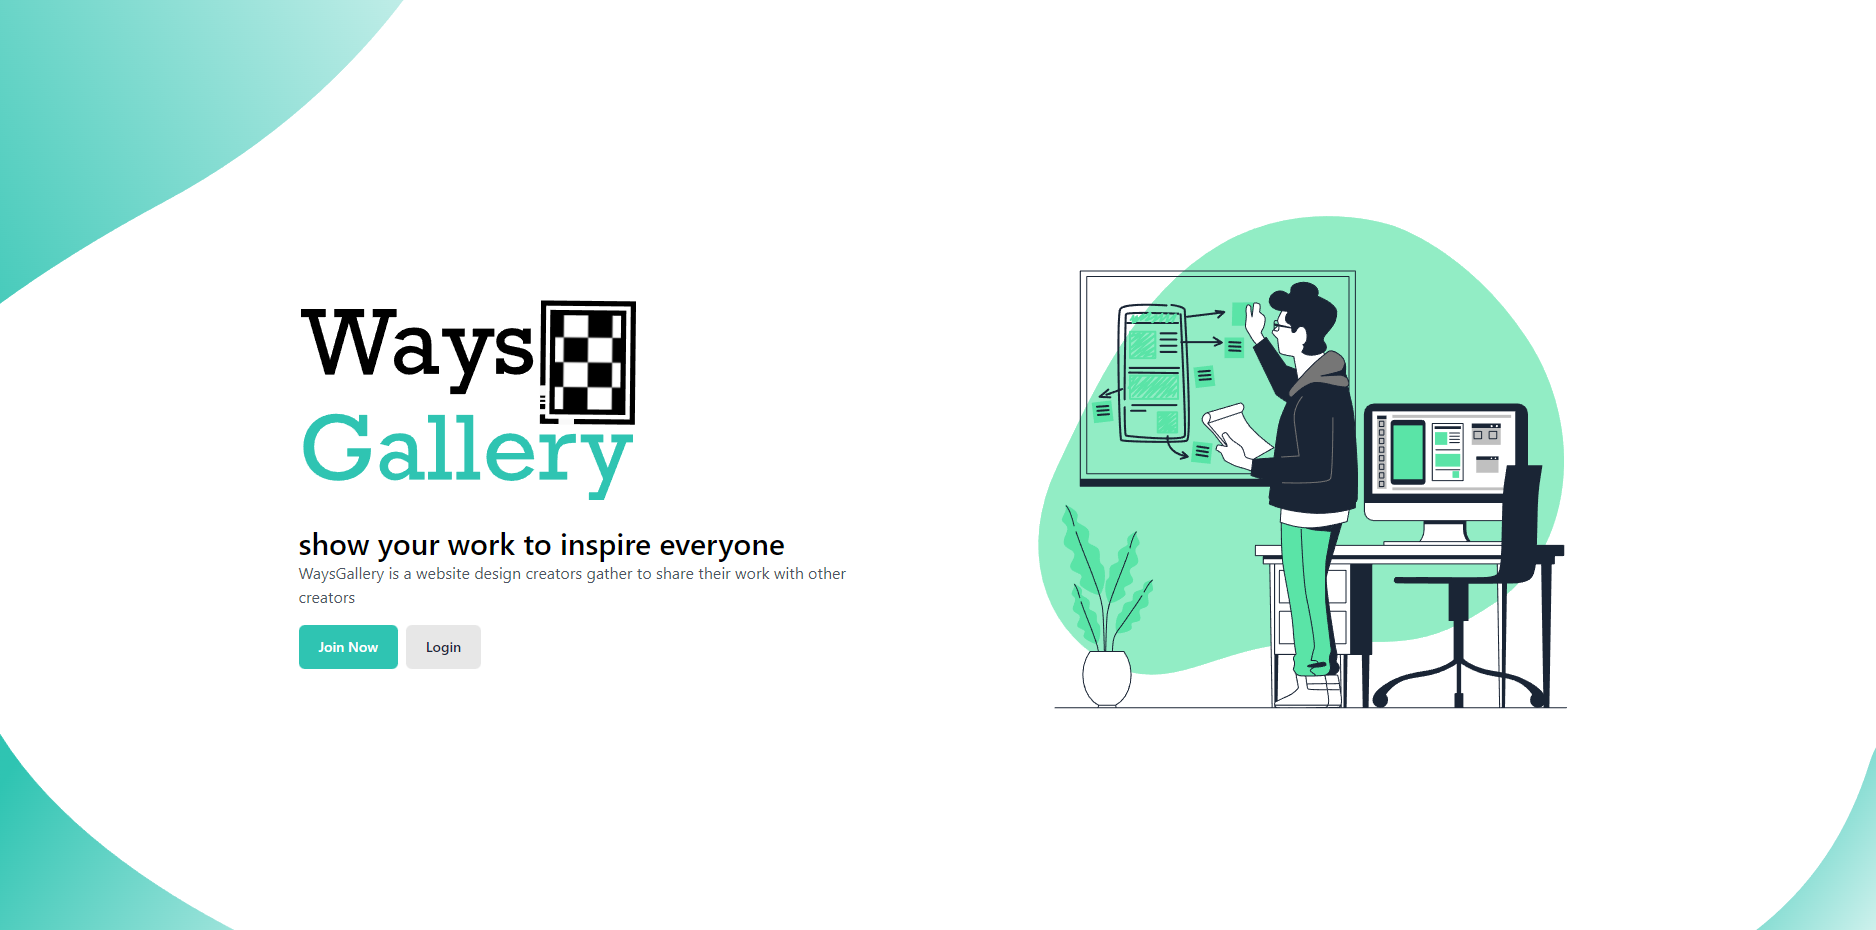 Ways
Gallery
show your work to inspire everyone
WaysGallery is a website design creators gather to share their work with other
creators
Join Now
Login